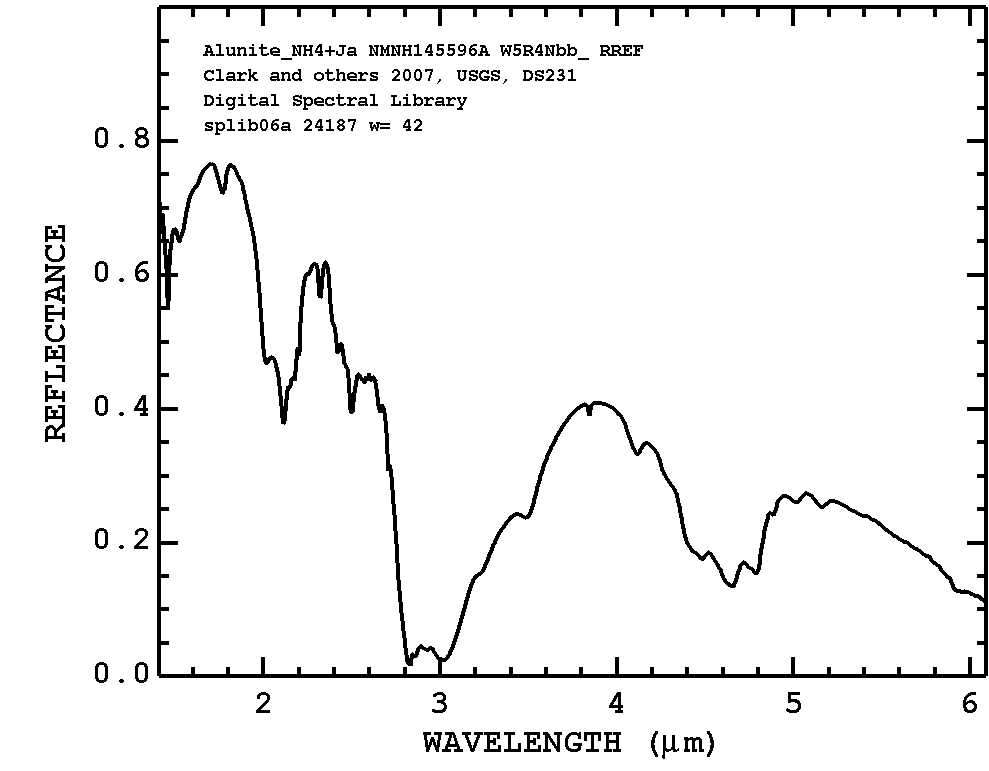 Alunite_NH4+Ja NMNH145596A W5R4Nbb_ RREF
Clark and others 2007, USGS, DS231
Digital Spectral Library
splib06a 24187 w= 42
0.8
0.6
0.4
0.2
0.0
REFLECTANCE
2 3 4 5 6
WAVELENGTH (μm)